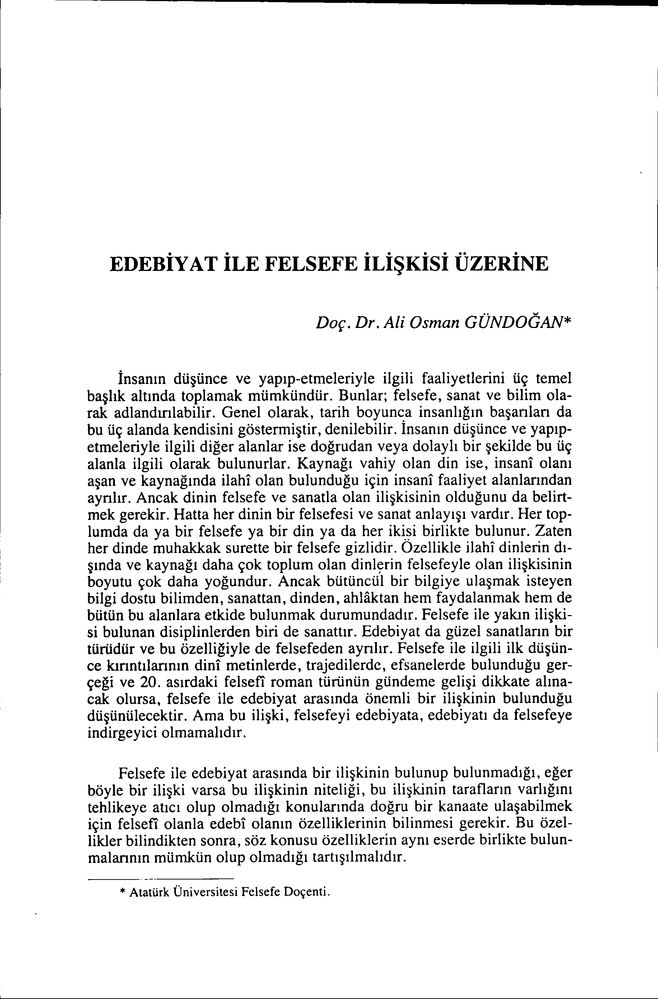 EDEBİYAT İLE FELSEFE İLİŞKİSİ ÜZERİNE
Doç. Dr. Ali Osman GÜNDOĞAN*
İnsanın düşünce ve yapıp-etmeleriyle ilgili faaliyetlerini üç temel
başlık altında toplamak mümkündür. Bunlar; felsefe, sanat ve bilim ola-
rak adlandırılabilir. Genel olarak, tarih boyunca insanlığın başarıları da
bu üç alanda kendisini göstermiştir, denilebilir. İnsanın düşünce ve yapıp-
etmeleriyle ilgili diğer alanlar ise doğrudan veya dolaylı bir şekilde bu üç
alanla ilgili olarak bulunurlar. Kaynağı vahiy olan din ise, insanî olanı
aşan ve kaynağında ilahî olan bulunduğu için insanî faaliyet alanlarından
ayrılır. Ancak dinin felsefe ve sanatla olan ilişkisinin olduğunu da belirt-
mek gerekir. Hatta her dinin bir felsefesi ve sanat anlayışı vardır. Her top-
lumda da ya bir felsefe ya bir din ya da her ikisi birlikte bulunur. Zaten
her dinde muhakkak surette bir felsefe gizlidir. Özellikle ilahî dinlerin dı-
şında ve kaynağı daha çok toplum olan dinlerin felsefeyle olan ilişkisinin
boyutu çok daha yoğundur. Ancak bütüncül bir bilgiye ulaşmak isteyen
bilgi dostu bilimden, sanattan, dinden, ahlâktan hem faydalanmak hem de
bütün bu alanlara etkide bulunmak durumundadır. Felsefe ile yakın ilişki-
si bulunan disiplinlerden biri de sanattır. Edebiyat da güzel sanatların bir
türüdür ve bu özelliğiyle de felsefeden ayrılır. Felsefe ile ilgili ilk düşün-
ce kırıntılarının dinî metinlerde, trajedilerde, efsanelerde bulunduğu ger-
çeği ve 20. asırdaki felsefî roman türünün gündeme gelişi dikkate alına-
cak olursa, felsefe ile edebiyat arasında önemli bir ilişkinin bulunduğu
düşünülecektir. Ama bu ilişki, felsefeyi edebiyata, edebiyatı da felsefeye
indirgeyici olmamalıdır.
Felsefe ile edebiyat arasında bir ilişkinin bulunup bulunmadığı, eğer
böyle bir ilişki varsa bu ilişkinin niteliği, bu ilişkinin tarafların varlığını
tehlikeye atıcı olup olmadığı konularında doğru bir kanaate ulaşabilmek
için felsefî olanla edebî olanın özelliklerinin bilinmesi gerekir. Bu özel-
likler bilindikten sonra, söz konusu özelliklerin aynı eserde birlikte bulun-
malarının mümkün olup olmadığı tartışılmalıdır.
* Atatürk Üniversitesi Felsefe Doçenti.